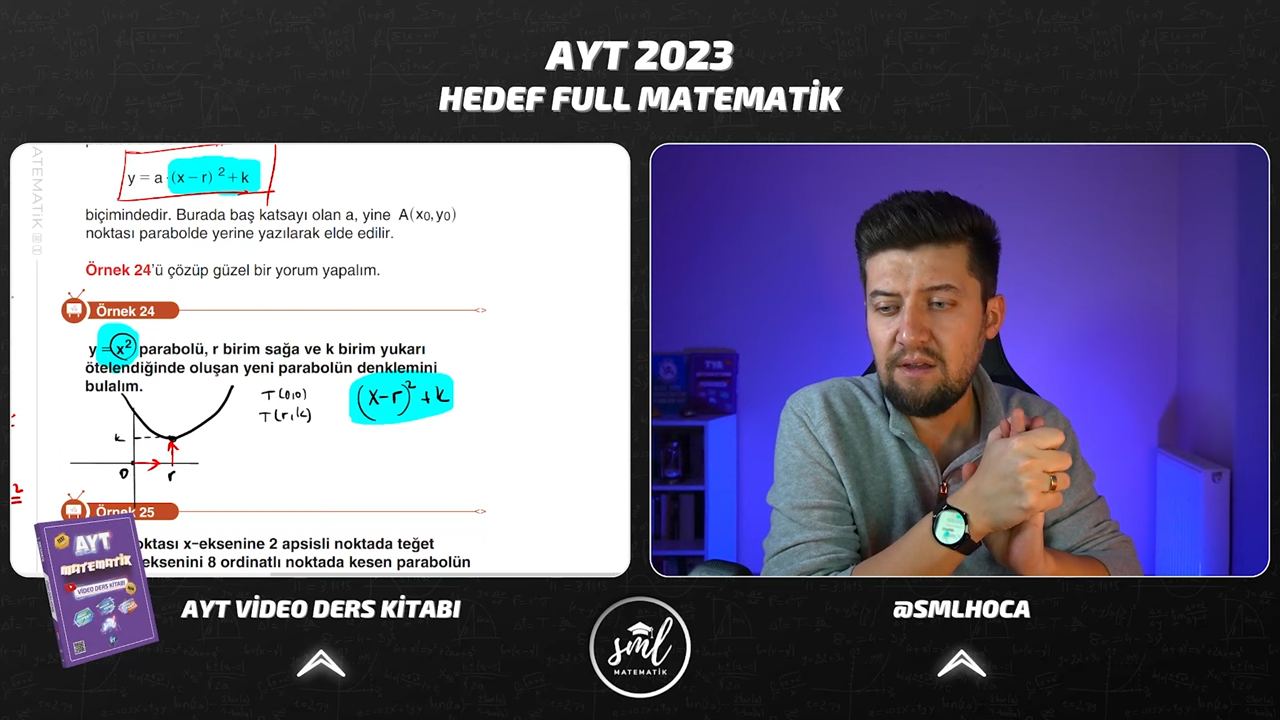 AYT 2023
HEDEF FULL MATEMATİK
ATEMATİK
y = a·(x – r)² + k
biçimindedir. Burada baş katsayı olan a, yine A(x₀, y₀)
noktası parabolde yerine yazılarak elde edilir.
Örnek 24'ü çözüp güzel bir yorum yapalım.
Örnek 24
y = x² parabolü, r birim sağa ve k birim yukarı
ötelendiğinde oluşan yeni parabolün denklemini
bulalım.
T(0,0)
T(r,k)
(x-r)² + k
k
0
r
2
Örnek 25
oktası x–eksenine 2 apsisli noktada teğet
eksenini 8 ordinatlı noktada kesen parabolün
AYT
MATEMATİK
VİDEO DERS KİTABI
AYT VİDEO DERS KİTABI
sml
MATEMATİK
@SMLHOCA